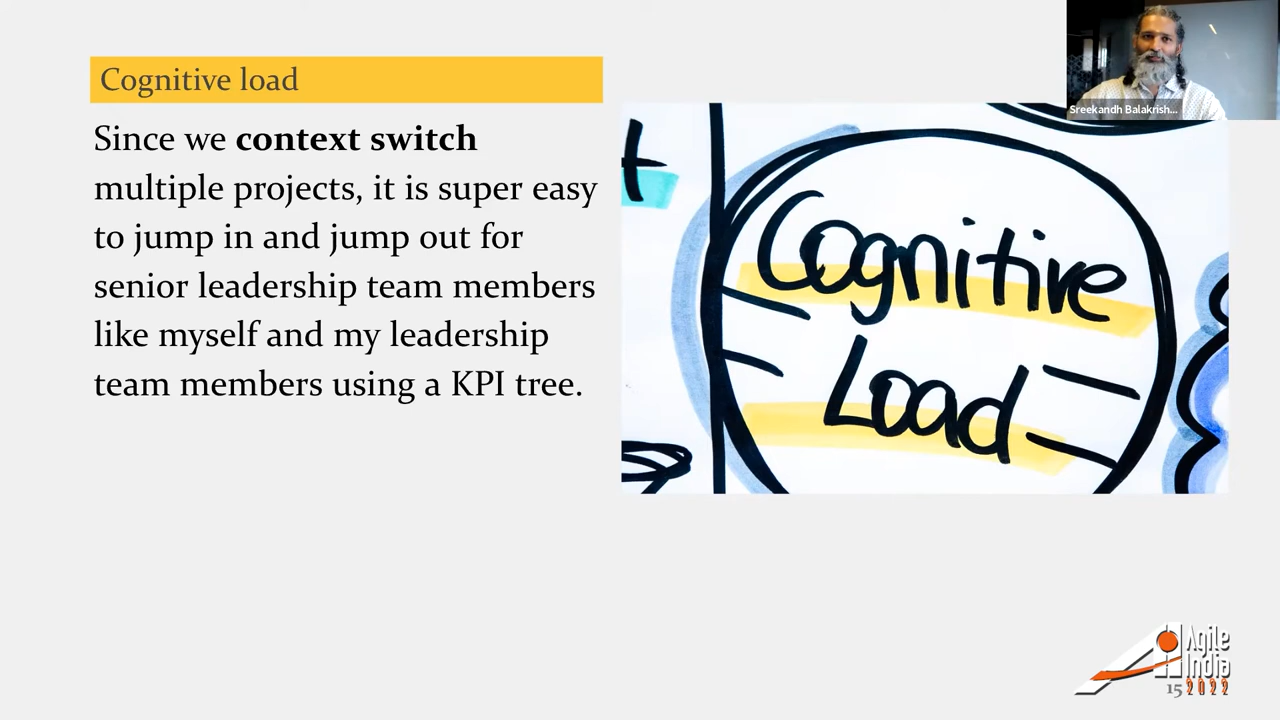 Cognitive load
Since we context switch
multiple projects, it is super easy
to jump in and jump out for
senior leadership team members
like myself and my leadership
team members using a KPI tree.
Sreekandh Balakrish...
t
Cognitive
Load
Agile
India
15 2022